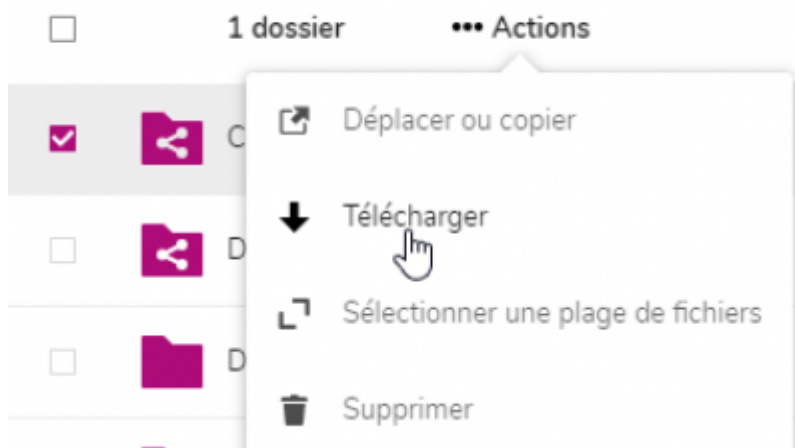 1 dossier ••• Actions
C
Déplacer ou copier
Télécharger
D
Sélectionner une plage de fichiers
D
Supprimer